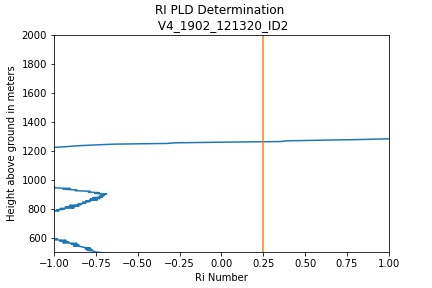 RI PLD Determination
V4_1902_121320_ID2
Height above ground in meters
2000
1800
1600
1400
1200
1000
800
600
−1.00 −0.75 −0.50 −0.25 0.00 0.25 0.50 0.75 1.00
Ri Number